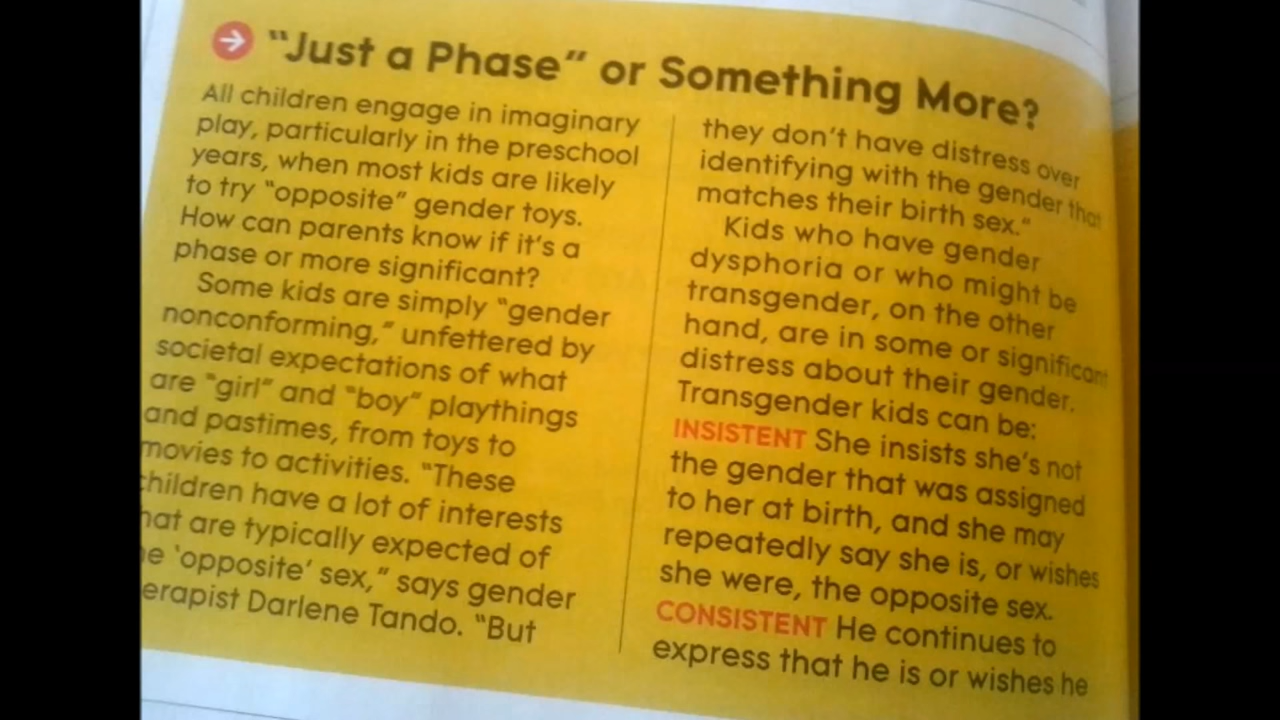 "Just a Phase" or Something More?
All children engage in imaginary
play, particularly in the preschool
years, when most kids are likely
to try "opposite" gender toys.
How can parents know if it's a
phase or more significant?
Some kids are simply "gender
nonconforming," unfettered by
societal expectations of what
are "girl" and "boy" playthings
and pastimes, from toys to
movies to activities. "These
children have a lot of interests
hat are typically expected of
e 'opposite' sex," says gender
erapist Darlene Tando. "But
they don't have distress over
identifying with the gender that
matches their birth sex."
Kids who have gender
dysphoria or who might be
transgender, on the other
hand, are in some or significant
distress about their gender.
Transgender kids can be:
INSISTENT She insists she's not
the gender that was assigned
to her at birth, and she may
repeatedly say she is, or wishes
she were, the opposite sex.
CONSISTENT He continues to
express that he is or wishes he